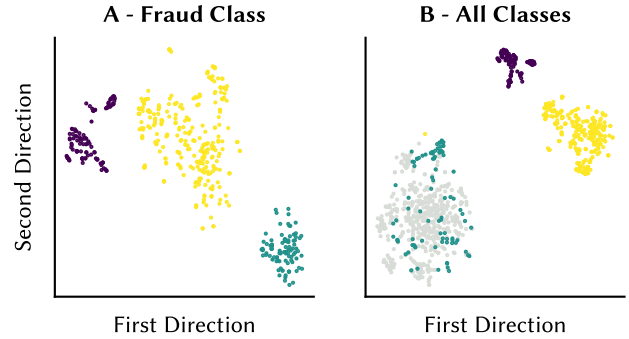 A - Fraud Class
B - All Classes
Second Direction
First Direction
First Direction